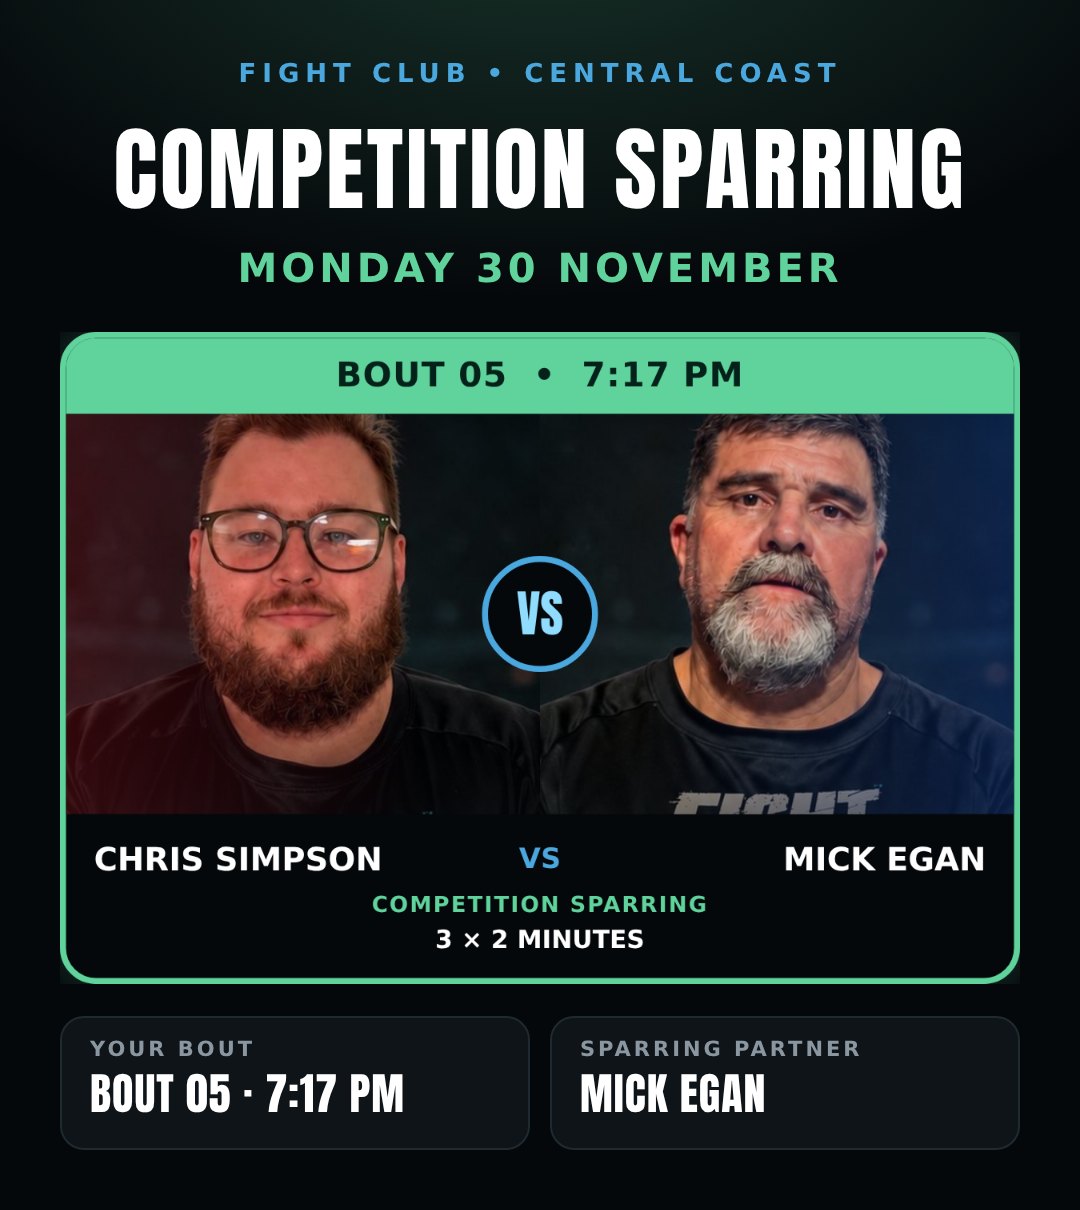 FIGHT CLUB • CENTRAL COAST
COMPETITION SPARRING
MONDAY 30 NOVEMBER
BOUT 05 • 7:17 PM
VS
FIGHT
CHRIS SIMPSON VS MICK EGAN
COMPETITION SPARRING
3 × 2 MINUTES
YOUR BOUT
BOUT 05 · 7:17 PM
SPARRING PARTNER
MICK EGAN